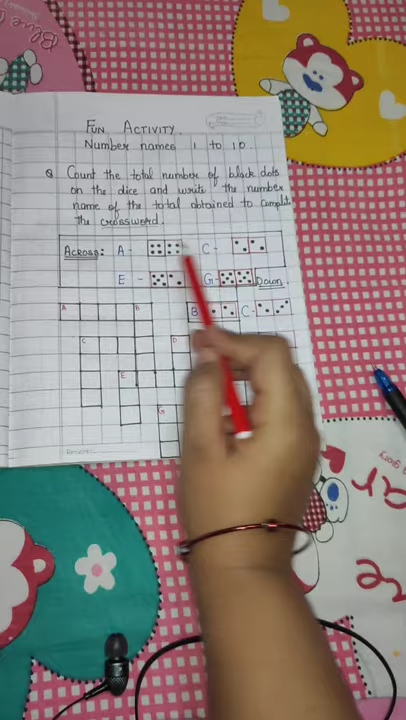 FUN ACTIVITY.
Number names 1 to 10
Q Count the total number of black dots
on the dice and write the number
name of the total obtained to complete
the crossword.
ACROSS: A - C -
E - G - Down
A B B C -
C D
E
G